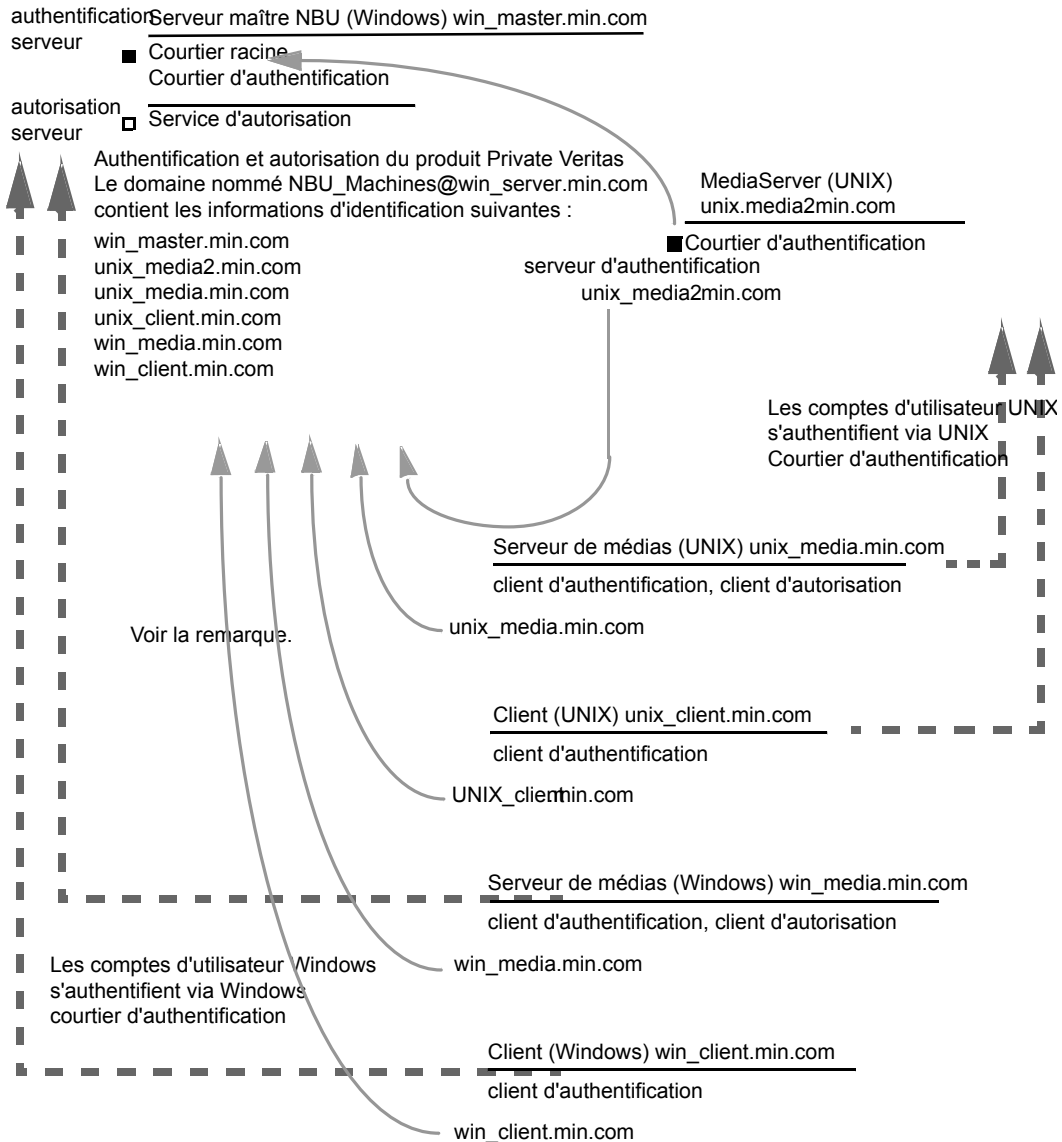 authentification
serveur
Serveur maître NBU (Windows) win_master.min.com
Courtier racine
Courtier d'authentification
autorisation
serveur
Service d'autorisation
Authentification et autorisation du produit Private Veritas
Le domaine nommé NBU_Machines@win_server.min.com
contient les informations d'identification suivantes :
win_master.min.com
unix_media2.min.com
unix_media.min.com
unix_client.min.com
win_media.min.com
win_client.min.com
MediaServer (UNIX)
unix.media2min.com
Courtier d'authentification
serveur d'authentification
unix_media2min.com
Les comptes d'utilisateur UNIX
s'authentifient via UNIX
Courtier d'authentification
Serveur de médias (UNIX) unix_media.min.com
client d'authentification, client d'autorisation
unix_media.min.com
Voir la remarque.
Client (UNIX) unix_client.min.com
client d'authentification
UNIX_client.min.com
Serveur de médias (Windows) win_media.min.com
client d'authentification, client d'autorisation
win_media.min.com
Les comptes d'utilisateur Windows
s'authentifient via Windows
courtier d'authentification
Client (Windows) win_client.min.com
client d'authentification
win_client.min.com